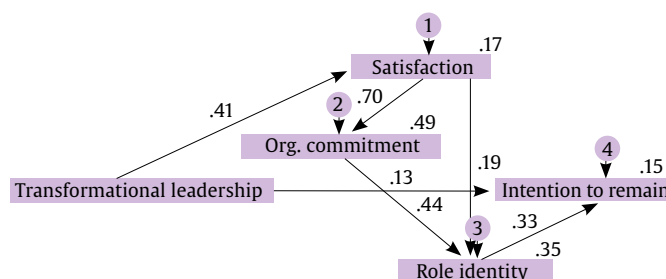 1
.17
Satisfaction
.41
.70
2
.49
Org. commitment
.19
4
.15
.13
Transformational leadership
Intention to remain
.44
3
.33
.35
Role identity